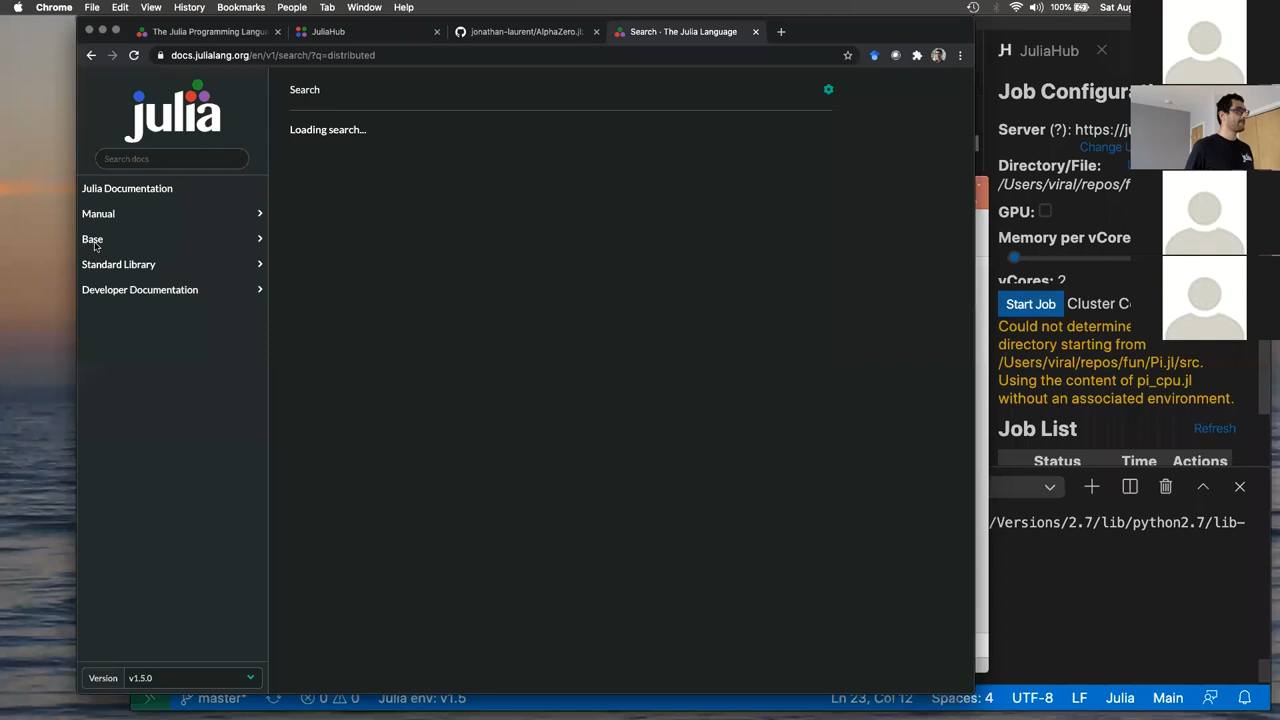 Chrome File Edit View History Bookmarks People Tab Window Help 100% Sat Aug
The Julia Programming Langu
JuliaHub
jonathan-laurent/AlphaZero.jl:
Search · The Julia Language
docs.julialang.org/en/v1/search/?q=distributed
julia
Search docs
Julia Documentation
Manual
Base
Standard Library
Developer Documentation
Version v1.5.0
Search
Loading search...
JuliaHub
Job Configura
Server (?): https://ju
Change U
Directory/File:
/Users/viral/repos/f
GPU:
Memory per vCore
vCores: 2
Start Job Cluster C
Could not determine
directory starting from
/Users/viral/repos/fun/Pi.jl/src.
Using the content of pi_cpu.jl
without an associated environment.
Job List Refresh
Status Time Actions
/Versions/2.7/lib/python2.7/lib-
master* 0 0 Julia env: v1.5 Ln 23, Col 12 Spaces: 4 UTF-8 LF Julia Main